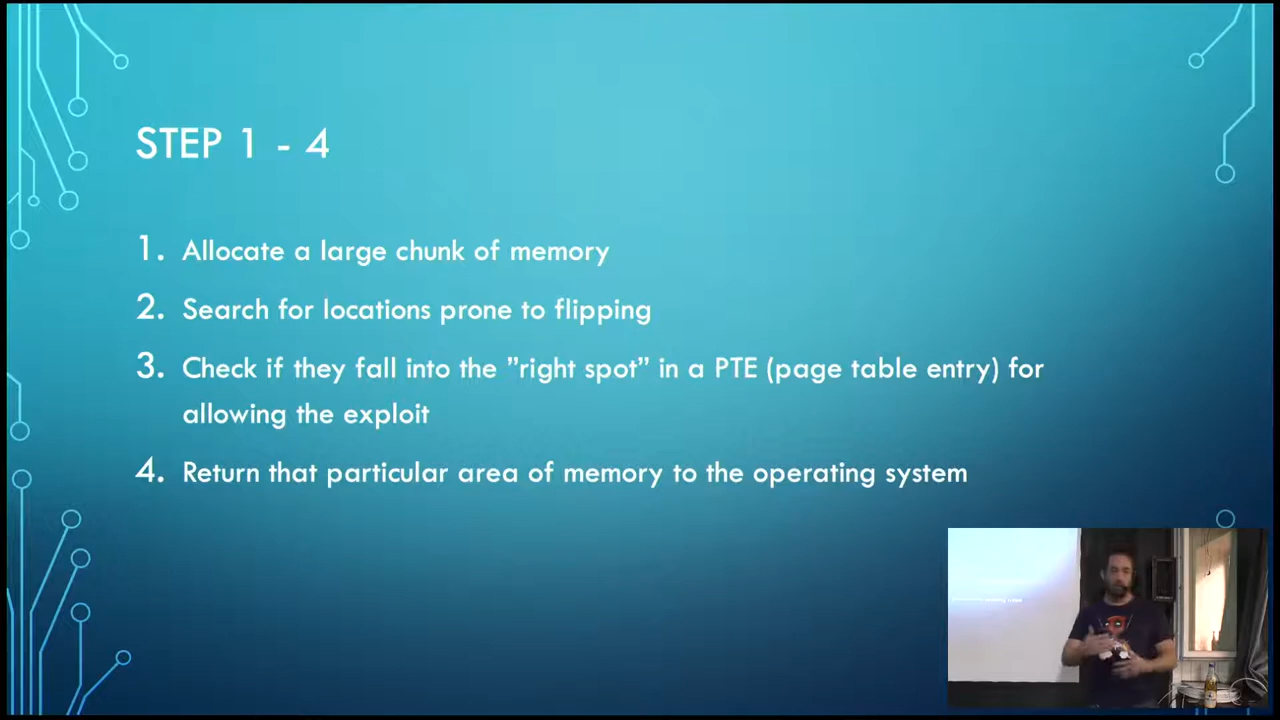 STEP 1 - 4
1. Allocate a large chunk of memory
2. Search for locations prone to flipping
3. Check if they fall into the ”right spot” in a PTE (page table entry) for
allowing the exploit
4. Return that particular area of memory to the operating system